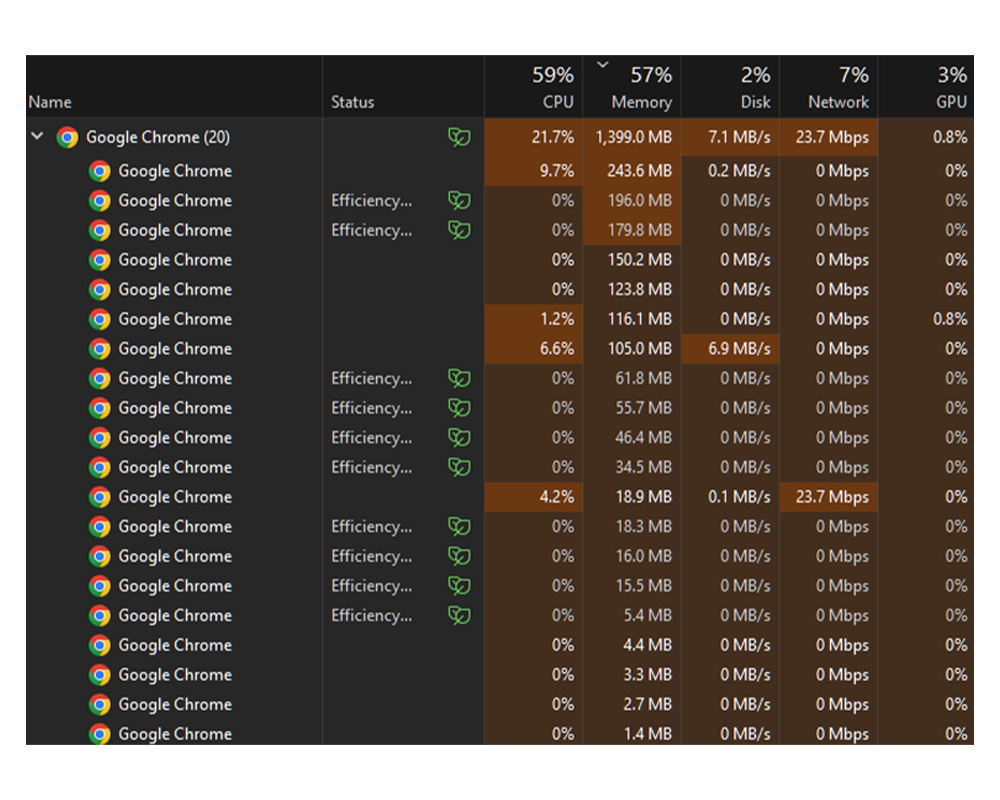 59% 57% 2% 7% 3%
Name Status CPU Memory Disk Network GPU
Google Chrome (20) 21.7% 1,399.0 MB 7.1 MB/s 23.7 Mbps 0.8%
Google Chrome 9.7% 243.6 MB 0.2 MB/s 0 Mbps 0%
Google Chrome Efficiency... 0% 196.0 MB 0 MB/s 0 Mbps 0%
Google Chrome Efficiency... 0% 179.8 MB 0 MB/s 0 Mbps 0%
Google Chrome 0% 150.2 MB 0 MB/s 0 Mbps 0%
Google Chrome 0% 123.8 MB 0 MB/s 0 Mbps 0%
Google Chrome 1.2% 116.1 MB 0 MB/s 0 Mbps 0.8%
Google Chrome 6.6% 105.0 MB 6.9 MB/s 0 Mbps 0%
Google Chrome Efficiency... 0% 61.8 MB 0 MB/s 0 Mbps 0%
Google Chrome Efficiency... 0% 55.7 MB 0 MB/s 0 Mbps 0%
Google Chrome Efficiency... 0% 46.4 MB 0 MB/s 0 Mbps 0%
Google Chrome Efficiency... 0% 34.5 MB 0 MB/s 0 Mbps 0%
Google Chrome 4.2% 18.9 MB 0.1 MB/s 23.7 Mbps 0%
Google Chrome Efficiency... 0% 18.3 MB 0 MB/s 0 Mbps 0%
Google Chrome Efficiency... 0% 16.0 MB 0 MB/s 0 Mbps 0%
Google Chrome Efficiency... 0% 15.5 MB 0 MB/s 0 Mbps 0%
Google Chrome Efficiency... 0% 5.4 MB 0 MB/s 0 Mbps 0%
Google Chrome 0% 4.4 MB 0 MB/s 0 Mbps 0%
Google Chrome 0% 3.3 MB 0 MB/s 0 Mbps 0%
Google Chrome 0% 2.7 MB 0 MB/s 0 Mbps 0%
Google Chrome 0% 1.4 MB 0 MB/s 0 Mbps 0%